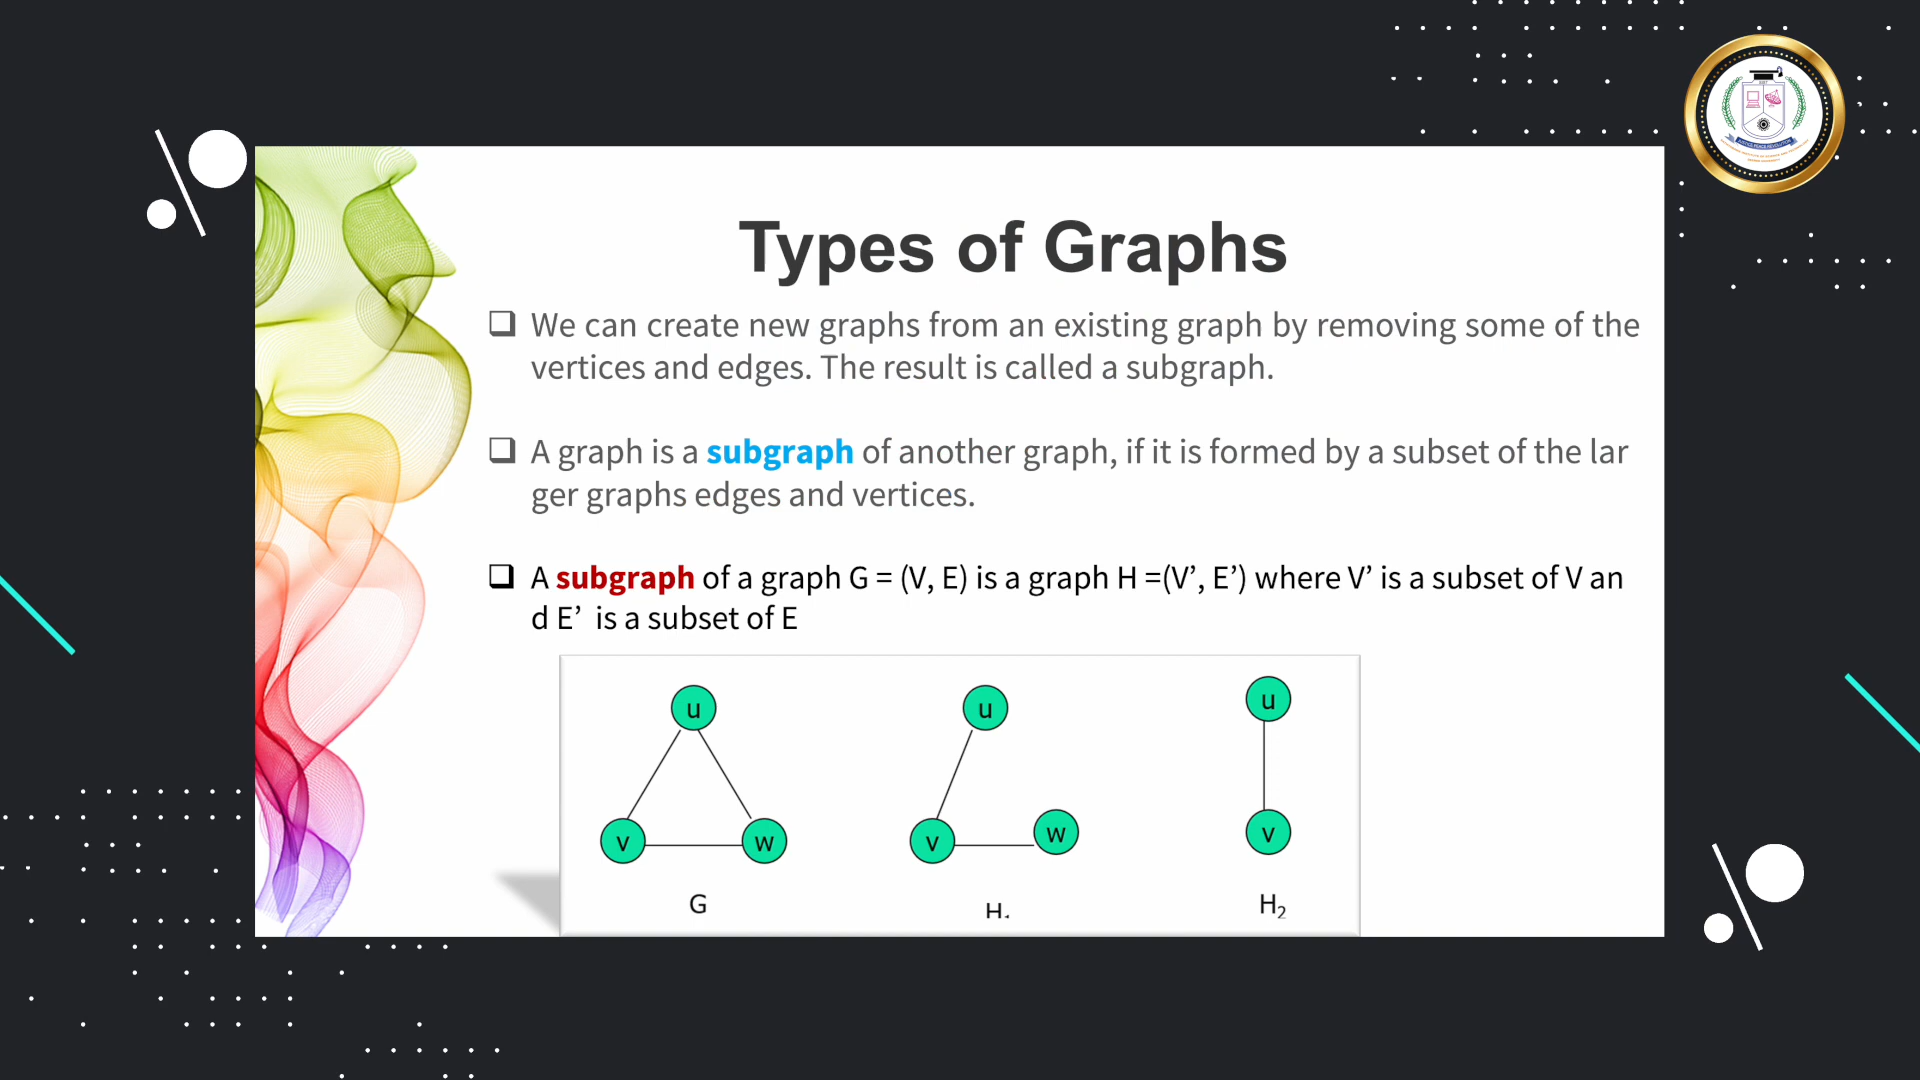 Types of Graphs
❑ We can create new graphs from an existing graph by removing some of the
vertices and edges. The result is called a subgraph.
❑ A graph is a subgraph of another graph, if it is formed by a subset of the lar
ger graphs edges and vertices.
❑ A subgraph of a graph G = (V, E) is a graph H =(V’, E’) where V’ is a subset of V an
d E’ is a subset of E
u u u
v w v w v
G H H₂